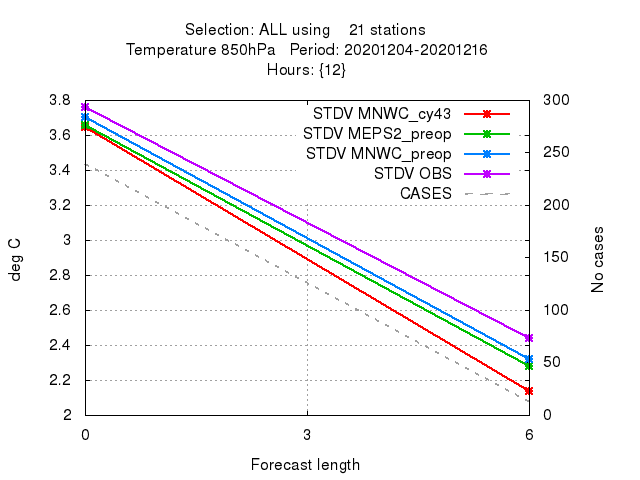 Selection: ALL using    21 stations
Temperature 850hPa   Period: 20201204-20201216
Hours: {12}
3.8
3.6
3.4
3.2
3
2.8
2.6
2.4
2.2
2
deg C
STDV MNWC_cy43
STDV MEPS2_preop
STDV MNWC_preop
STDV OBS
CASES
300
250
200
150
100
50
0
No cases
0
3
6
Forecast length